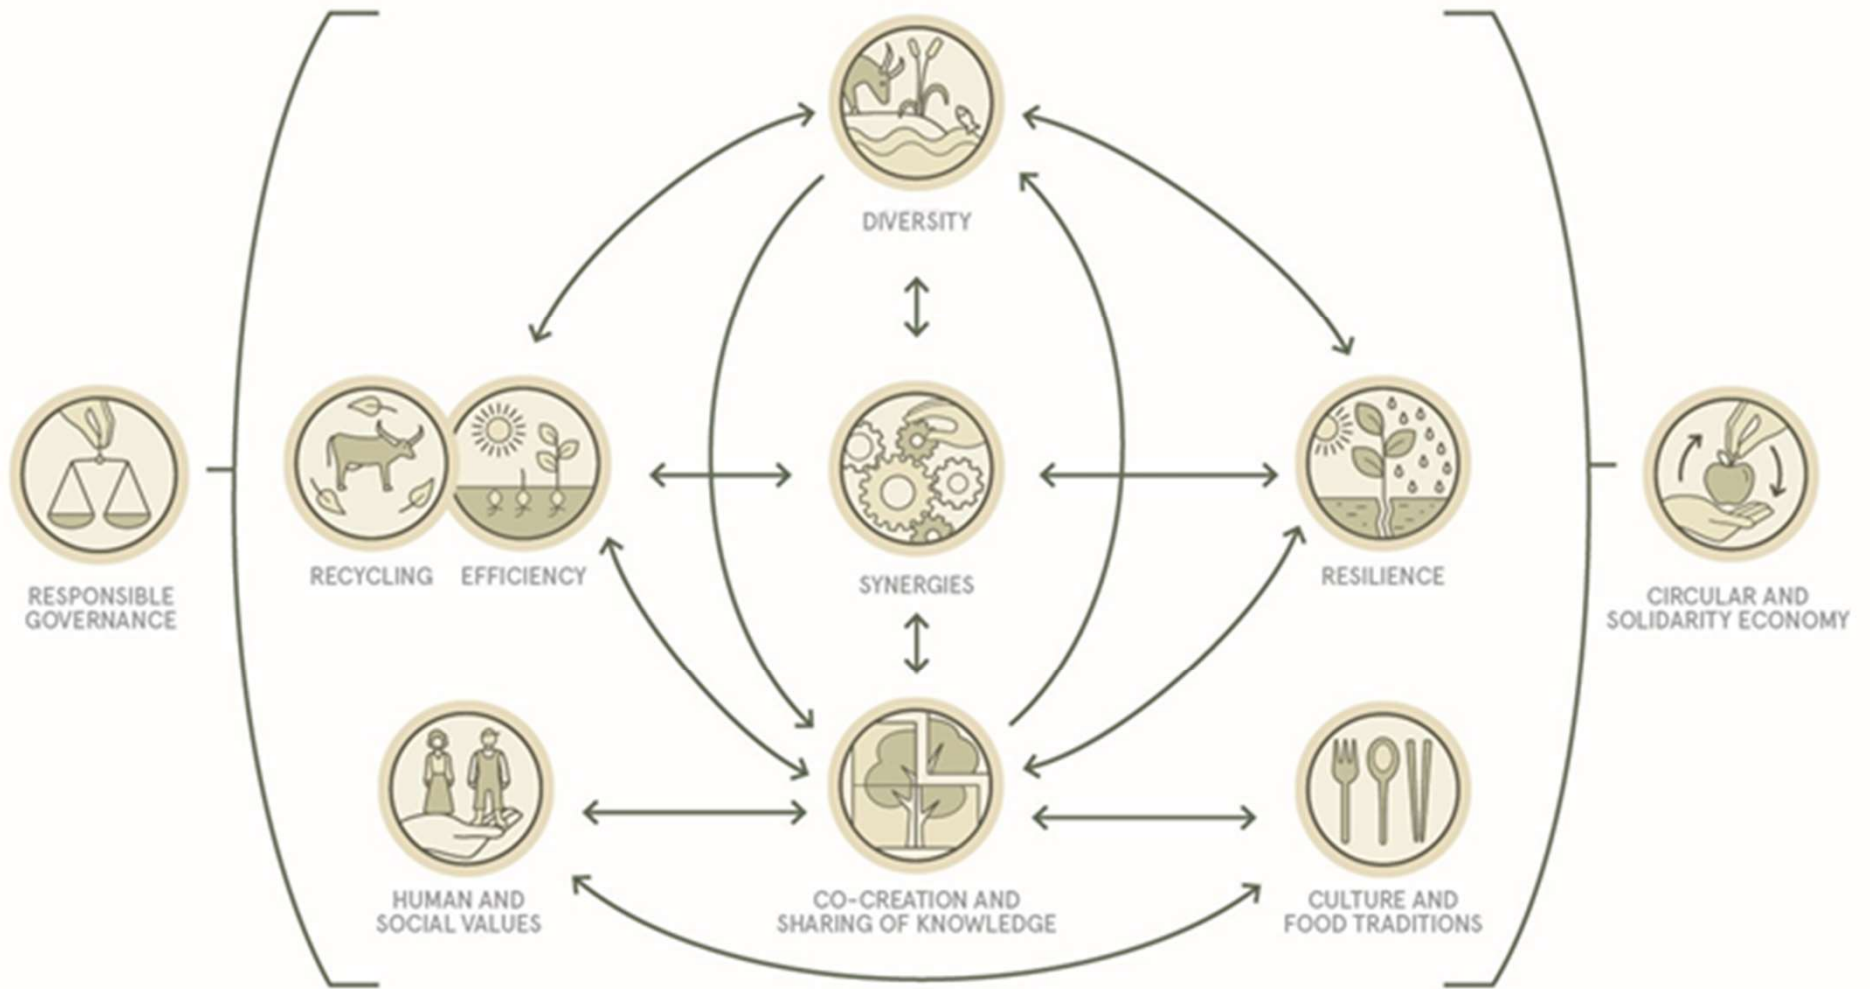 DIVERSITY
RECYCLING
EFFICIENCY
SYNERGIES
RESILIENCE
RESPONSIBLE
GOVERNANCE
CIRCULAR AND
SOLIDARITY ECONOMY
HUMAN AND
SOCIAL VALUES
CO-CREATION AND
SHARING OF KNOWLEDGE
CULTURE AND
FOOD TRADITIONS